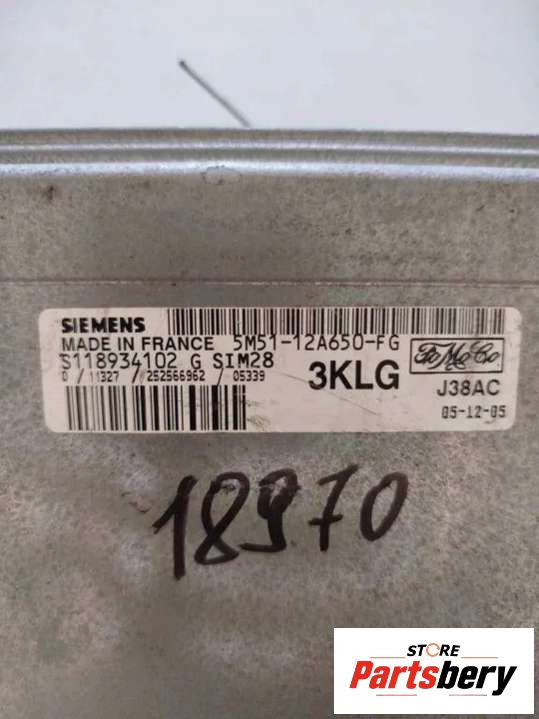 SIEMENS
MADE IN FRANCE 5M51-12A650-FG
S118934102 G SIM28
0 / 11327 / 252566962 / 05339
3KLG
FoMoCo
J38AC
05-12-05
18970
STORE
Partsbery